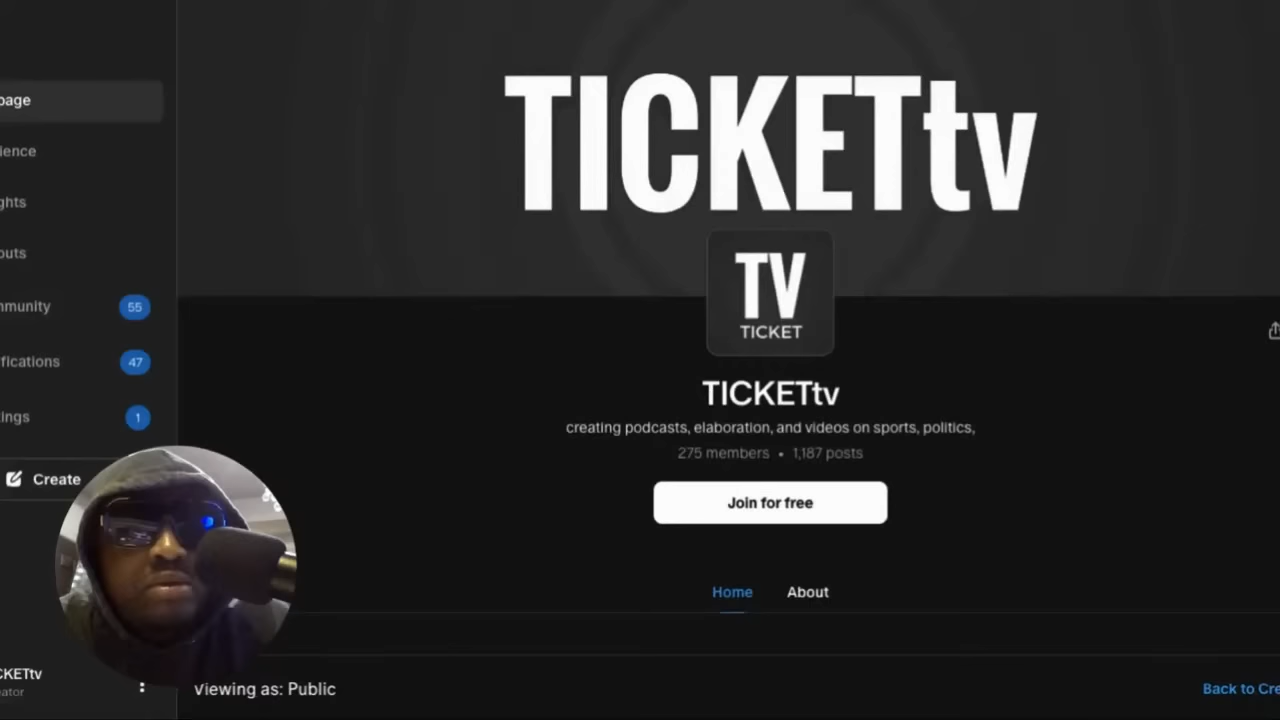 TICKETtv
page
ience
ghts
outs
mmunity 55
fications 47
ings 1
Create
TV
TICKET
TICKETtv
creating podcasts, elaboration, and videos on sports, politics,
275 members • 1,187 posts
Join for free
Home About
CKETtv
eator
Viewing as: Public
Back to Cre